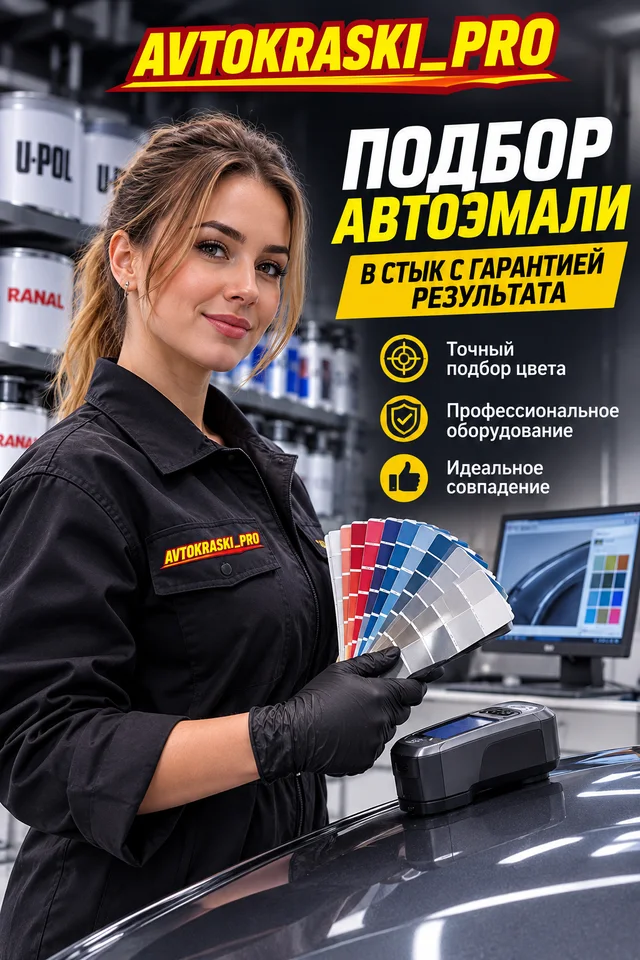 AVTOKRASKI_PRO
ПОДБОР
АВТОЭМАЛИ
В СТЫК С ГАРАНТИЕЙ
РЕЗУЛЬТАТА
Точный
подбор цвета
Профессиональное
оборудование
Идеальное
совпадение
U-POL
U-
RANAL
RANAL
AVTOKRASKI_PRO